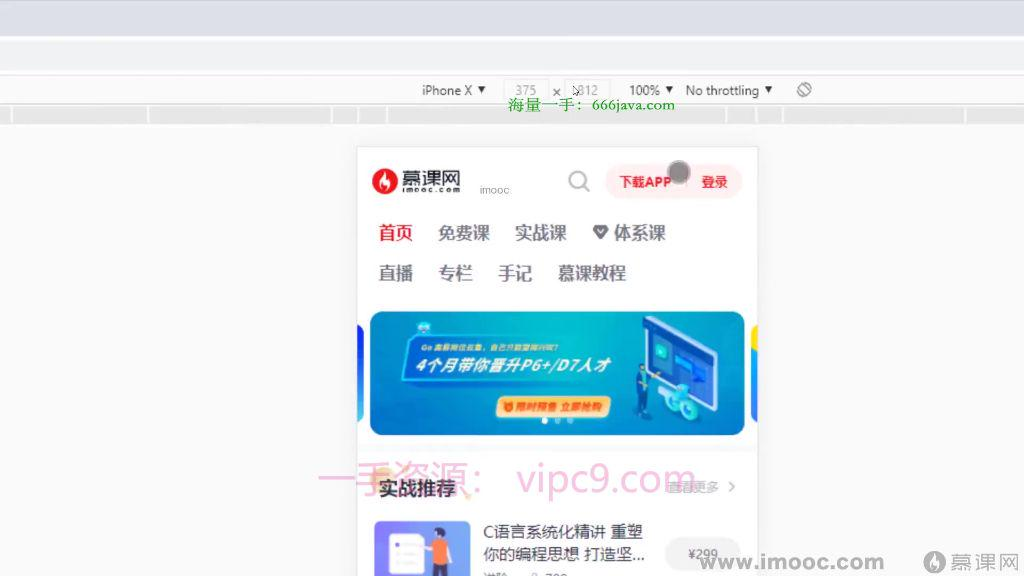 iPhone X ▼ 375 × 812 100% ▼ No throttling ▼
海量一手：666java.com
慕课网 imooc.com imooc 下载APP 登录
首页 免费课 实战课 体系课
直播 专栏 手记 慕课教程
4个月带你晋升P6+/D7人才
限时预售 立即抢购
一手资源： vipc9.com
实战推荐 查看更多
C语言系统化精讲 重塑
你的编程思想 打造坚...
¥299
www.imooc.com 慕课网